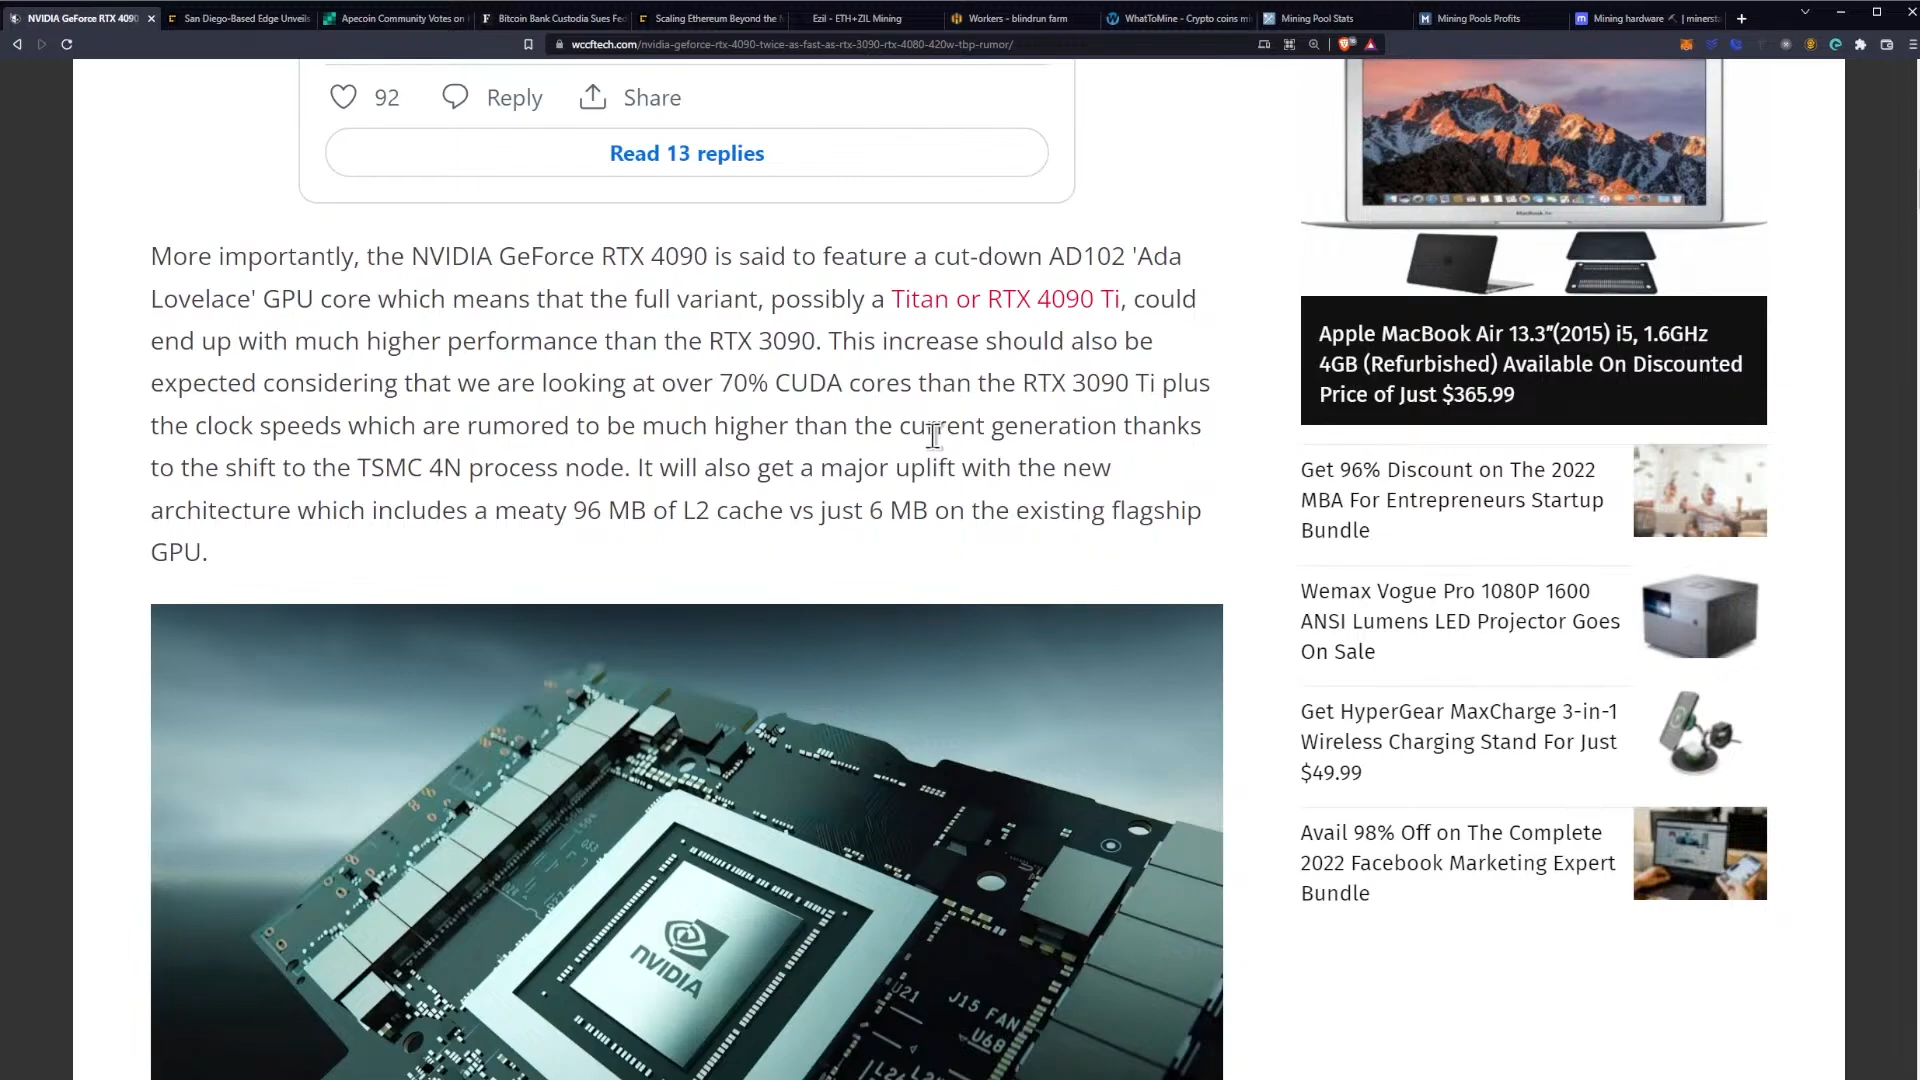 NVIDIA GeForce RTX 4090
San Diego-Based Edge Unveils
Apecoin Community Votes on
Bitcoin Bank Custodia Sues Fed
Scaling Ethereum Beyond the
Ezil - ETH+ZIL Mining
Workers - blindrun farm
WhatToMine - Crypto coins mi
Mining Pool Stats
Mining Pools Profits
Mining hardware | minersta
wccftech.com/nvidia-geforce-rtx-4090-twice-as-fast-as-rtx-3090-rtx-4080-420w-tbp-rumor/
92 Reply Share
Read 13 replies
More importantly, the NVIDIA GeForce RTX 4090 is said to feature a cut-down AD102 'Ada
Lovelace' GPU core which means that the full variant, possibly a Titan or RTX 4090 Ti, could
end up with much higher performance than the RTX 3090. This increase should also be
expected considering that we are looking at over 70% CUDA cores than the RTX 3090 Ti plus
the clock speeds which are rumored to be much higher than the current generation thanks
to the shift to the TSMC 4N process node. It will also get a major uplift with the new
architecture which includes a meaty 96 MB of L2 cache vs just 6 MB on the existing flagship
GPU.
NVIDIA
U21
J15 FAN
U68
MacBook Air
Apple MacBook Air 13.3″(2015) i5, 1.6GHz
4GB (Refurbished) Available On Discounted
Price of Just $365.99
Get 96% Discount on The 2022
MBA For Entrepreneurs Startup
Bundle
Wemax Vogue Pro 1080P 1600
ANSI Lumens LED Projector Goes
On Sale
Get HyperGear MaxCharge 3-in-1
Wireless Charging Stand For Just
$49.99
Avail 98% Off on The Complete
2022 Facebook Marketing Expert
Bundle